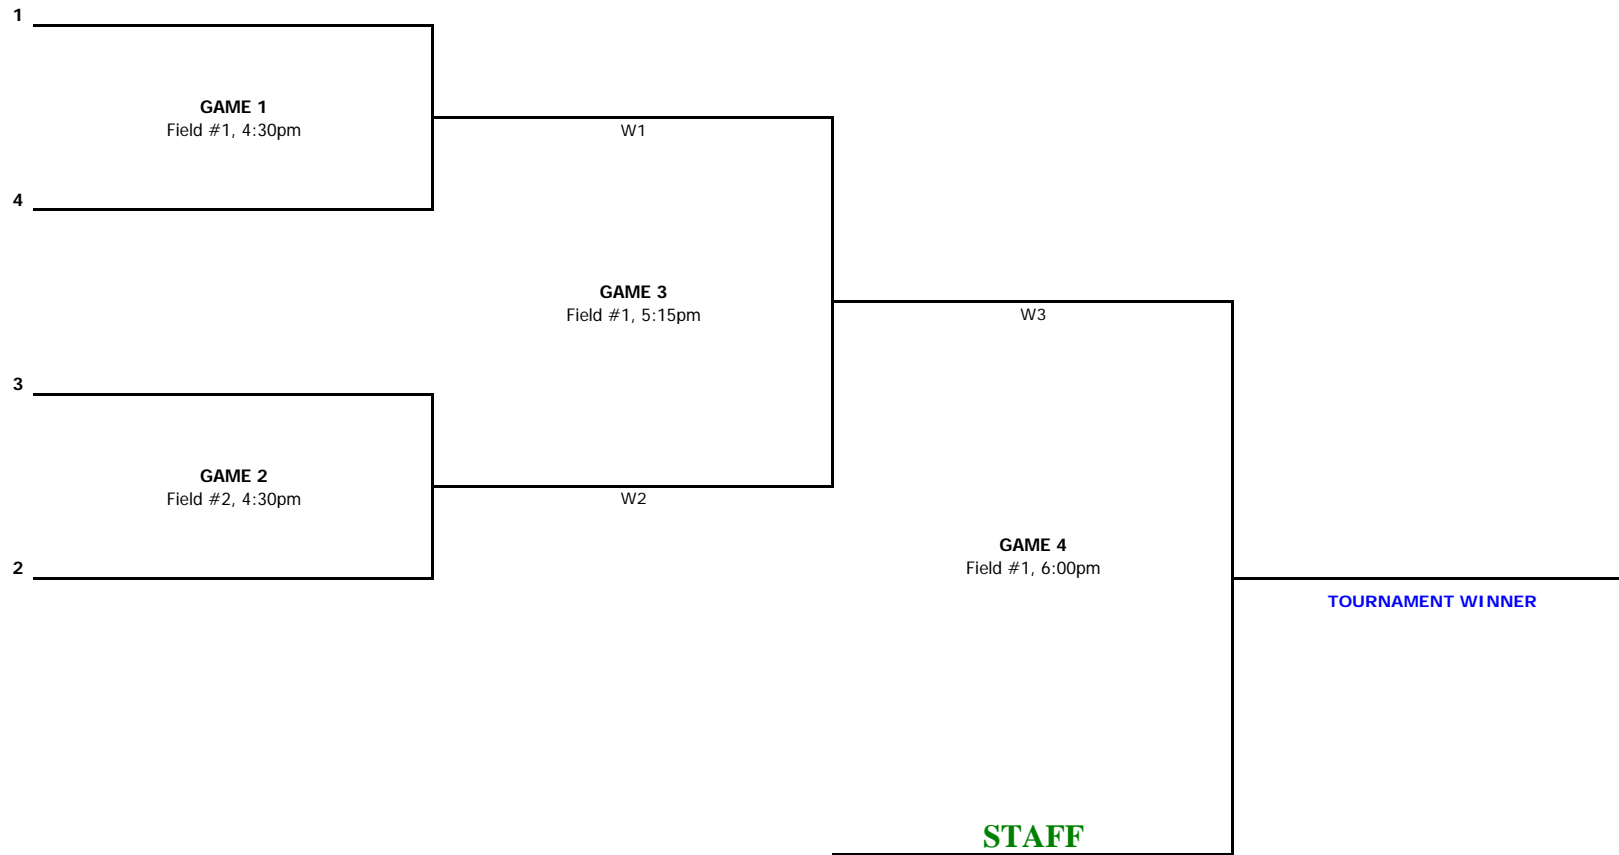 1
GAME 1
Field #1, 4:30pm
W1
4
GAME 3
Field #1, 5:15pm
W3
3
GAME 2
Field #2, 4:30pm
W2
GAME 4
Field #1, 6:00pm
2
TOURNAMENT WINNER
STAFF